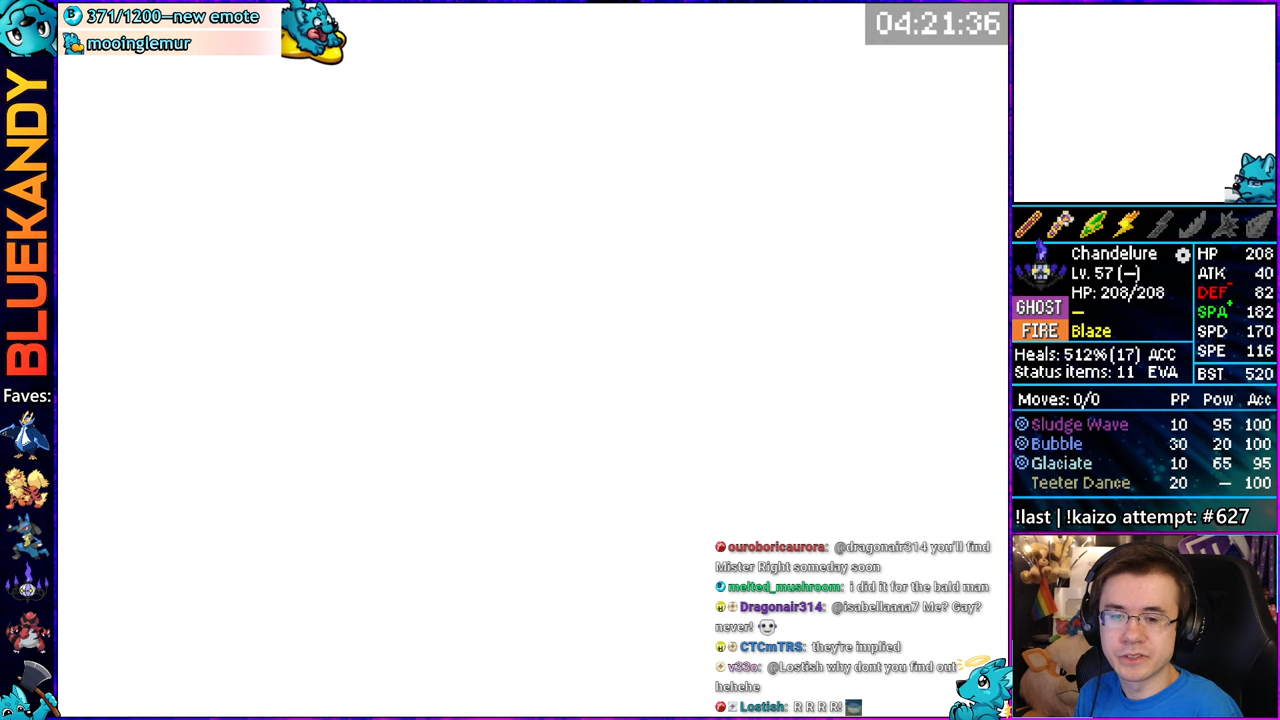 371/1200–new emote
mooinglemur
04:21:36
BLUEKANDY
Faves:
Chandelure
Lv. 57 (—)
HP: 208/208
GHOST
—
FIRE
Blaze
Heals: 512% (17) ACC
Status items: 11 EVA
HP 208
ATK 40
DEF- 82
SPA+ 182
SPD 170
SPE 116
BST 520
Moves: 0/0 PP Pow Acc
Sludge Wave 10 95 100
Bubble 30 20 100
Glaciate 10 65 95
Teeter Dance 20 — 100
!last | !kaizo attempt: #627
ouroboricaurora: @dragonair314 you'll find
Mister Right someday soon
melted_mushroom: i did it for the bald man
Dragonair314: @isabellaaaa7 Me? Gay?
never!
CTCmTRS: they're implied
v33o: @Lostish why dont you find out
hehehe
Lostish: R R R R!